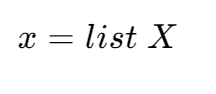 x = list X